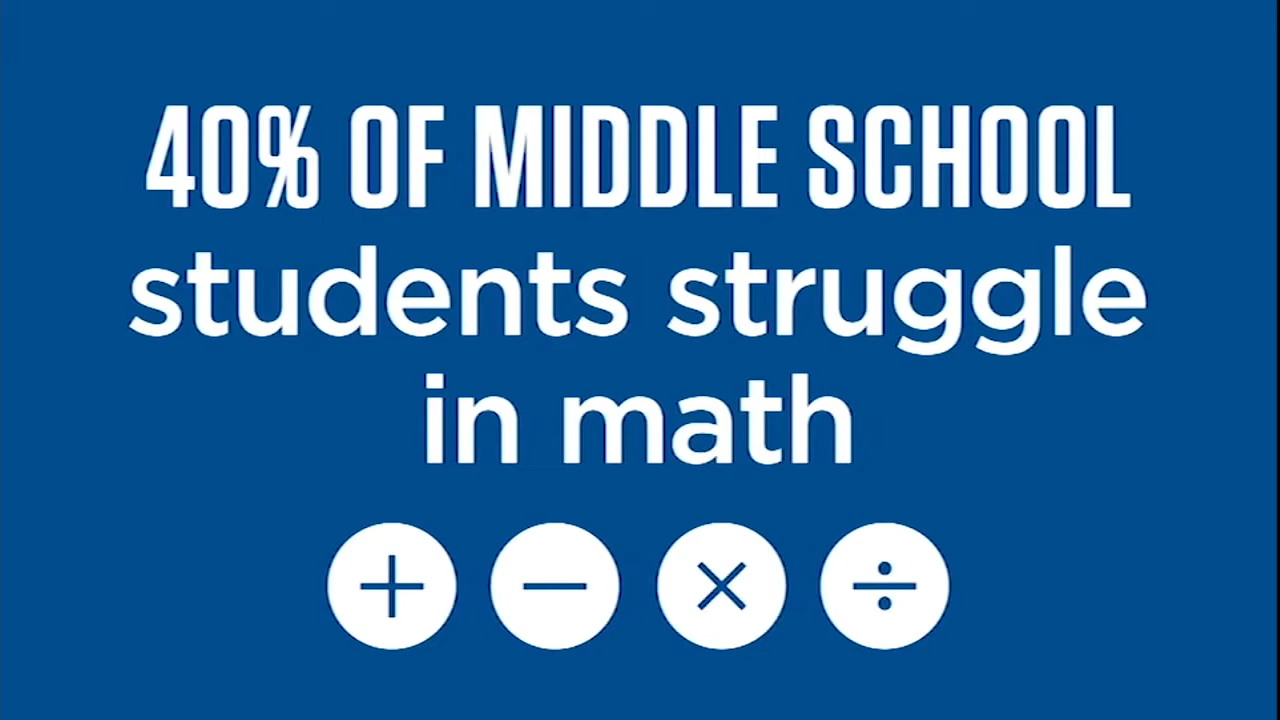 40% OF MIDDLE SCHOOL
students struggle
in math
+ − × ÷